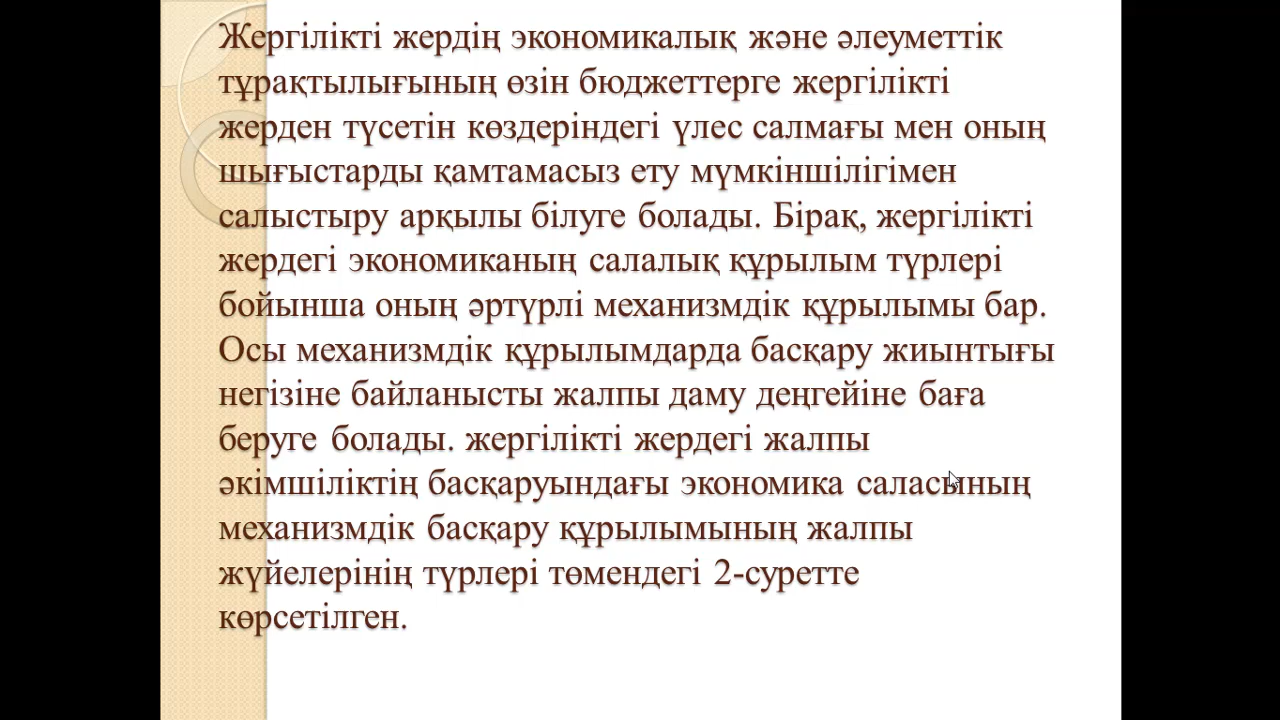 Жергілікті жердің экономикалық және әлеуметтік
тұрақтылығының өзін бюджеттерге жергілікті
жерден түсетін көздеріндегі үлес салмағы мен оның
шығыстарды қамтамасыз ету мүмкіншілігімен
салыстыру арқылы білуге болады. Бірақ, жергілікті
жердегі экономиканың салалық құрылым түрлері
бойынша оның әртүрлі механизмдік құрылымы бар.
Осы механизмдік құрылымдарда басқару жиынтығы
негізіне байланысты жалпы даму деңгейіне баға
беруге болады. жергілікті жердегі жалпы
әкімшіліктің басқаруындағы экономика саласының
механизмдік басқару құрылымының жалпы
жүйелерінің түрлері төмендегі 2-суретте
көрсетілген.